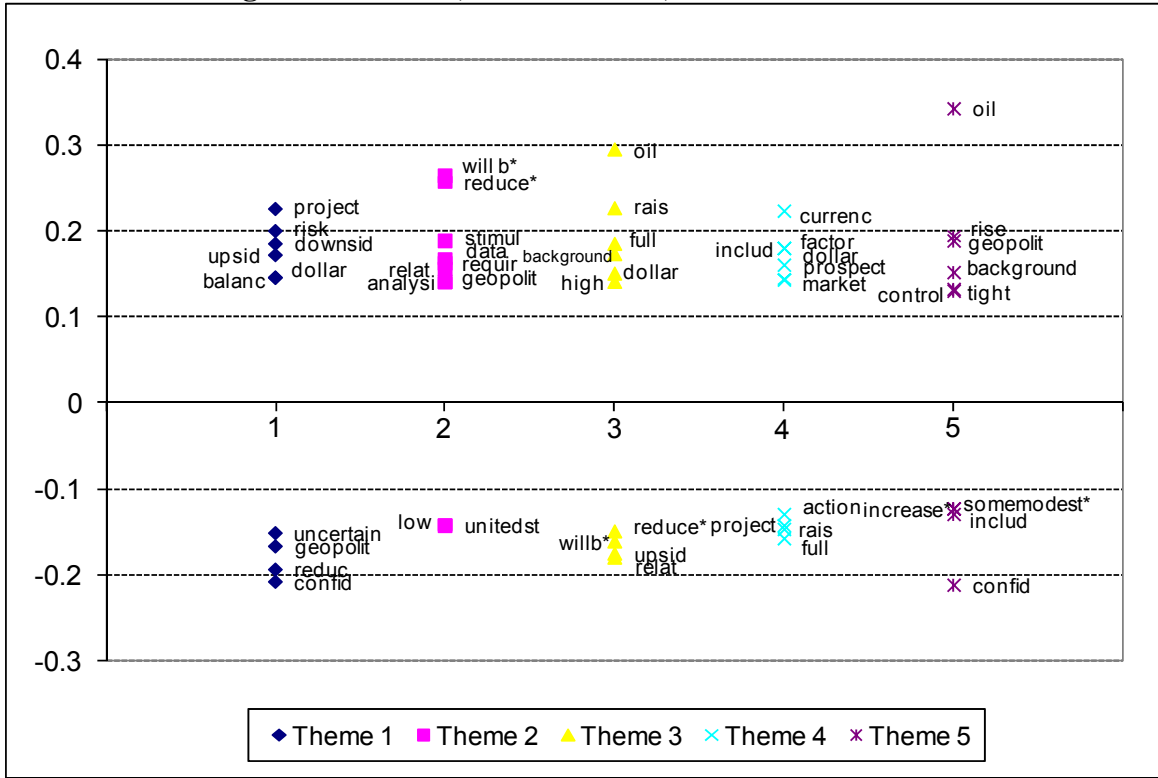 0.4
0.3
0.2
0.1
0
-0.1
-0.2
-0.3
1
2
3
4
5
project
risk
downsid
upsid
dollar
balanc
uncertain
geopolit
reduc
confid
will b*
reduce*
stimul
data
requir
relat
geopolit
analysi
low
unitedst
oil
rais
full
background
dollar
high
reduce*
willb*
upsid
relat
currenc
factor
includ
dollar
prospect
market
action
increase*
project
rais
full
oil
rise
geopolit
background
control
tight
somemodest*
includ
confid
Theme 1
Theme 2
Theme 3
Theme 4
Theme 5